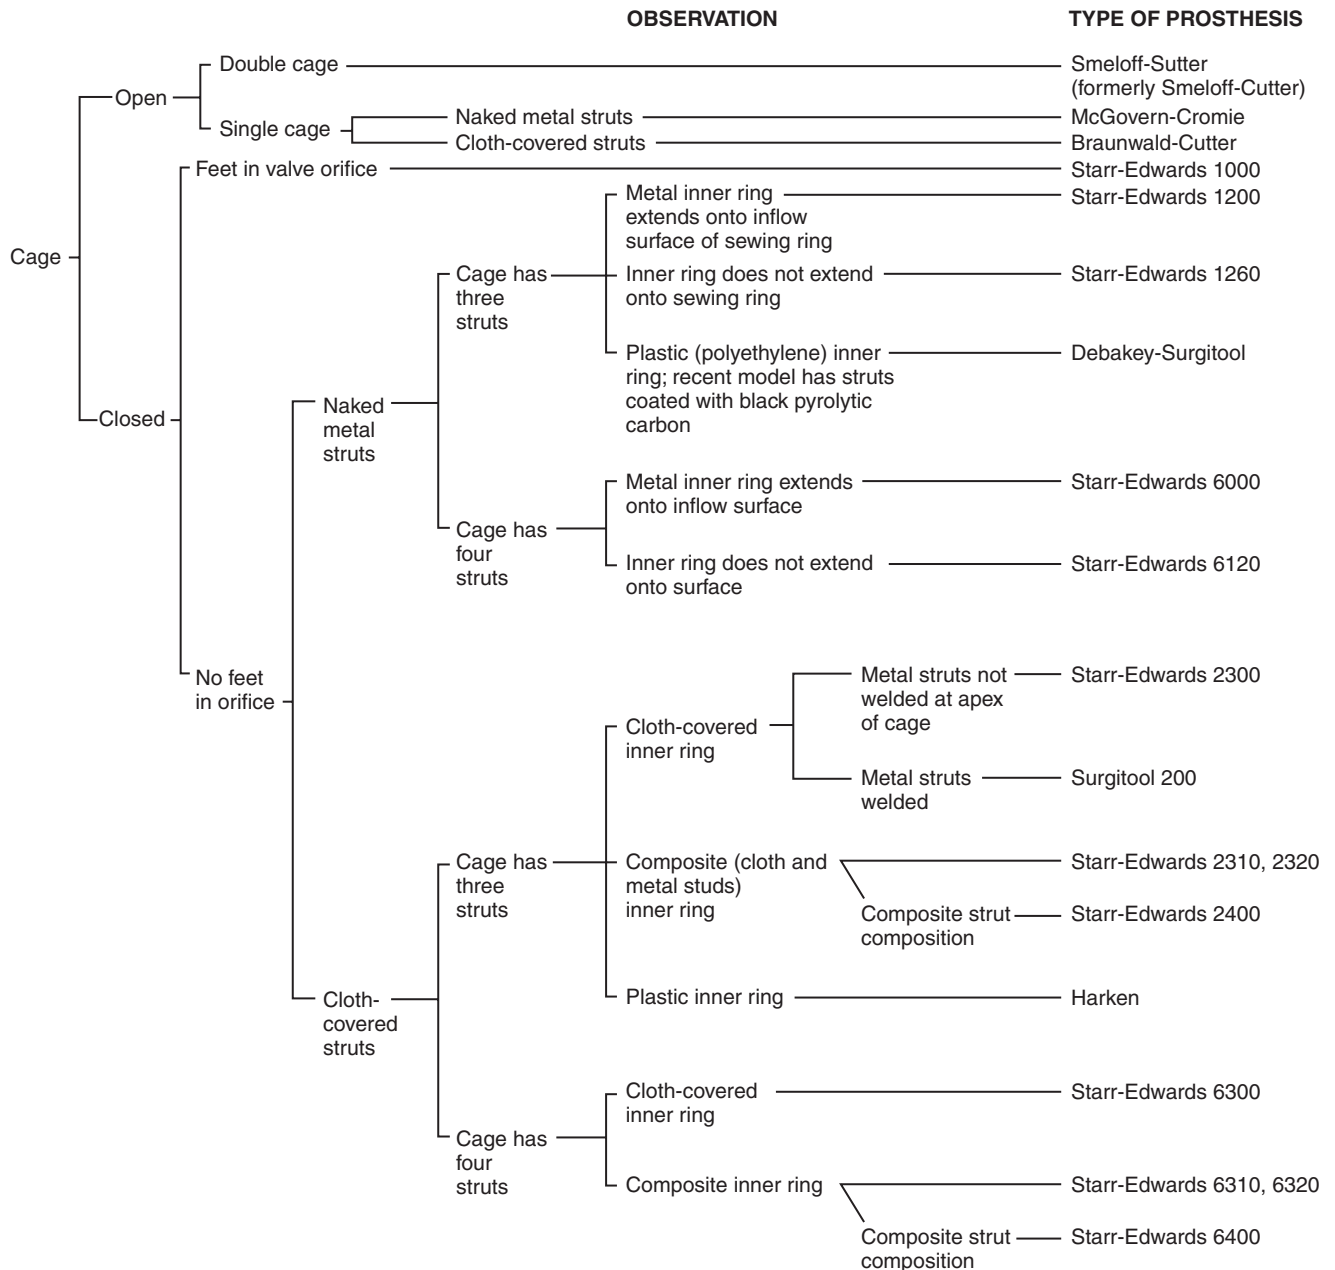 OBSERVATION
TYPE OF PROSTHESIS
Double cage
Smeloff-Sutter
(formerly Smeloff-Cutter)
Open
Single cage
Naked metal struts
McGovern-Cromie
Cloth-covered struts
Braunwald-Cutter
Feet in valve orifice
Starr-Edwards 1000
Metal inner ring
extends onto inflow
surface of sewing ring
Starr-Edwards 1200
Cage
Cage has
three
struts
Inner ring does not extend
onto sewing ring
Starr-Edwards 1260
Plastic (polyethylene) inner
ring; recent model has struts
coated with black pyrolytic
carbon
Debakey-Surgitool
Closed
Naked
metal
struts
Metal inner ring extends
onto inflow surface
Starr-Edwards 6000
Cage has
four
struts
Inner ring does not extend
onto surface
Starr-Edwards 6120
No feet
in orifice
Cloth-covered
inner ring
Metal struts not
welded at apex
of cage
Starr-Edwards 2300
Metal struts
welded
Surgitool 200
Cage has
three
struts
Composite (cloth and
metal studs)
inner ring
Starr-Edwards 2310, 2320
Composite strut
composition
Starr-Edwards 2400
Plastic inner ring
Harken
Cloth-
covered
struts
Cloth-covered
inner ring
Starr-Edwards 6300
Cage has
four
struts
Composite inner ring
Starr-Edwards 6310, 6320
Composite strut
composition
Starr-Edwards 6400